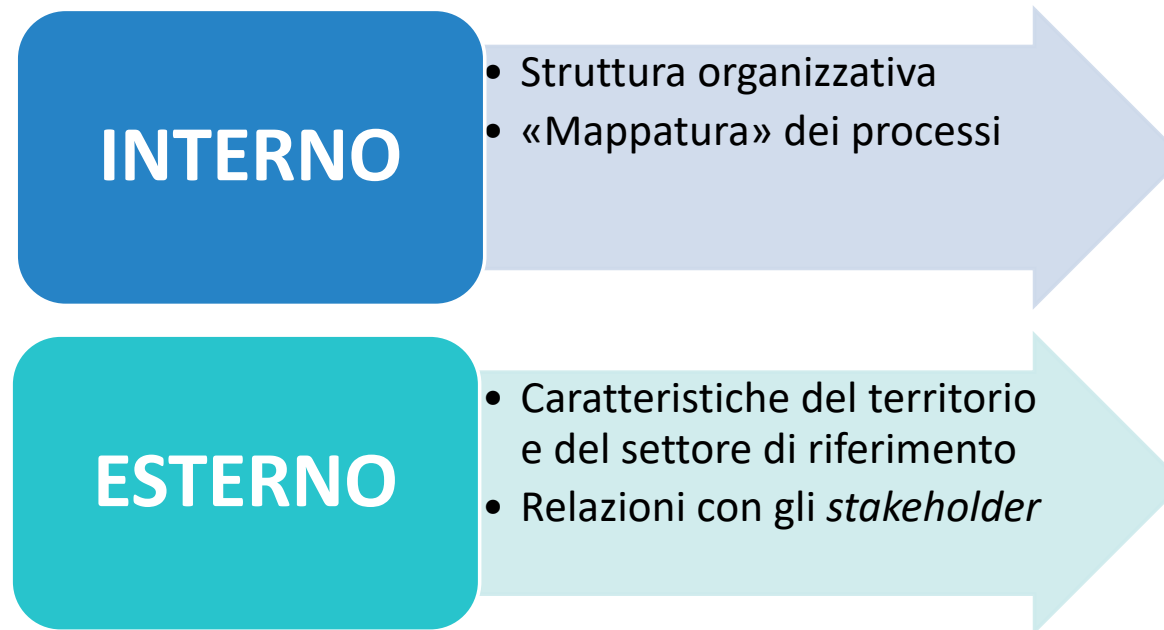 INTERNO
• Struttura organizzativa
• «Mappatura» dei processi
ESTERNO
• Caratteristiche del territorio
e del settore di riferimento
• Relazioni con gli stakeholder